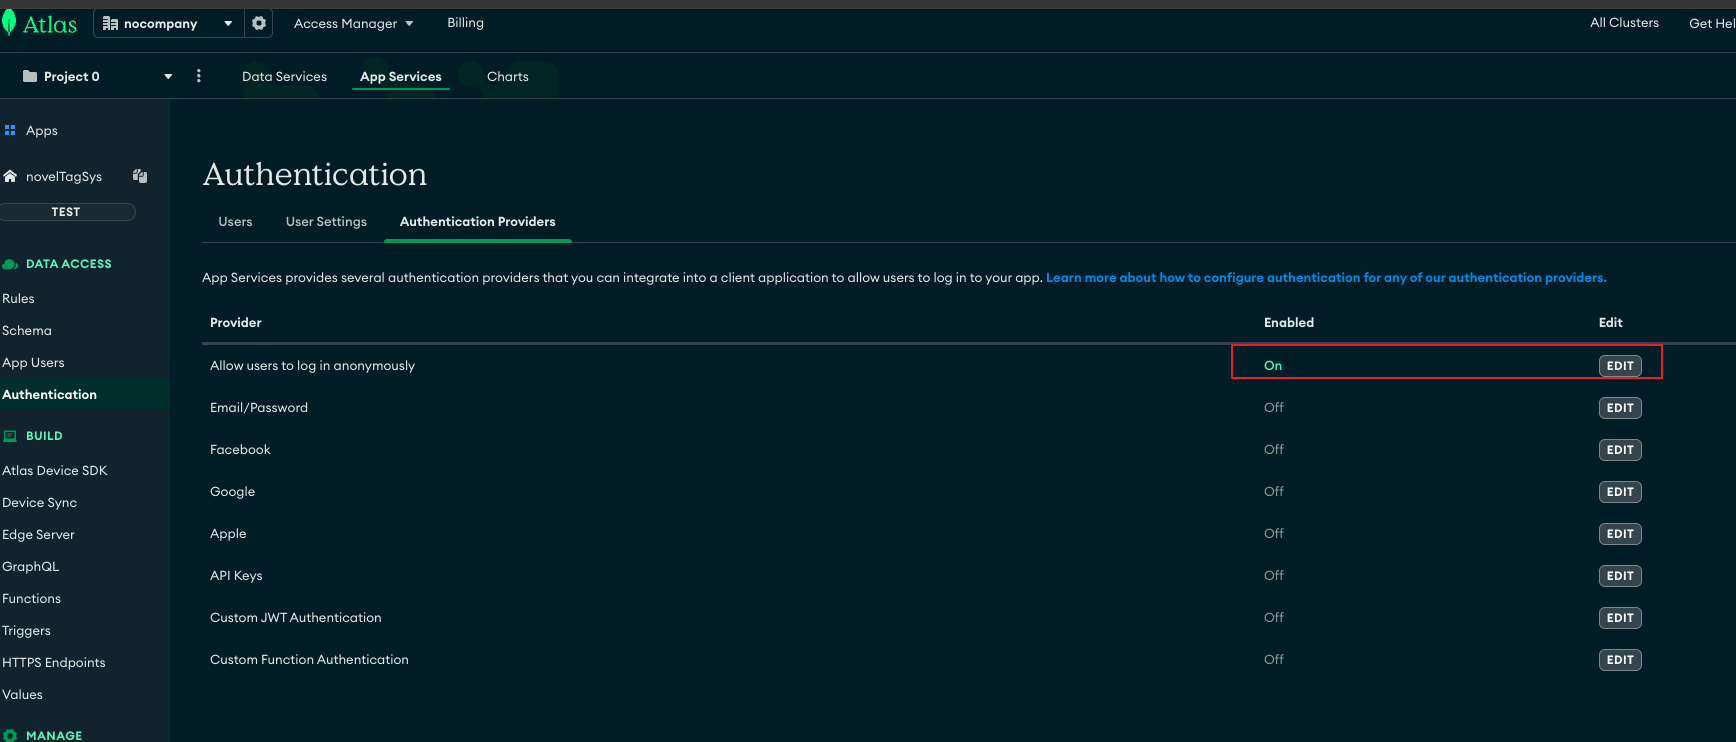 Atlas nocompany Access Manager Billing All Clusters Get Hel
Project 0 Data Services App Services Charts
Apps
novelTagSys
TEST
DATA ACCESS
Rules
Schema
App Users
Authentication
BUILD
Atlas Device SDK
Device Sync
Edge Server
GraphQL
Functions
Triggers
HTTPS Endpoints
Values
MANAGE
Authentication
Users User Settings Authentication Providers
App Services provides several authentication providers that you can integrate into a client application to allow users to log in to your app. Learn more about how to configure authentication for any of our authentication providers.
Provider Enabled Edit
Allow users to log in anonymously On EDIT
Email/Password Off EDIT
Facebook Off EDIT
Google Off EDIT
Apple Off EDIT
API Keys Off EDIT
Custom JWT Authentication Off EDIT
Custom Function Authentication Off EDIT